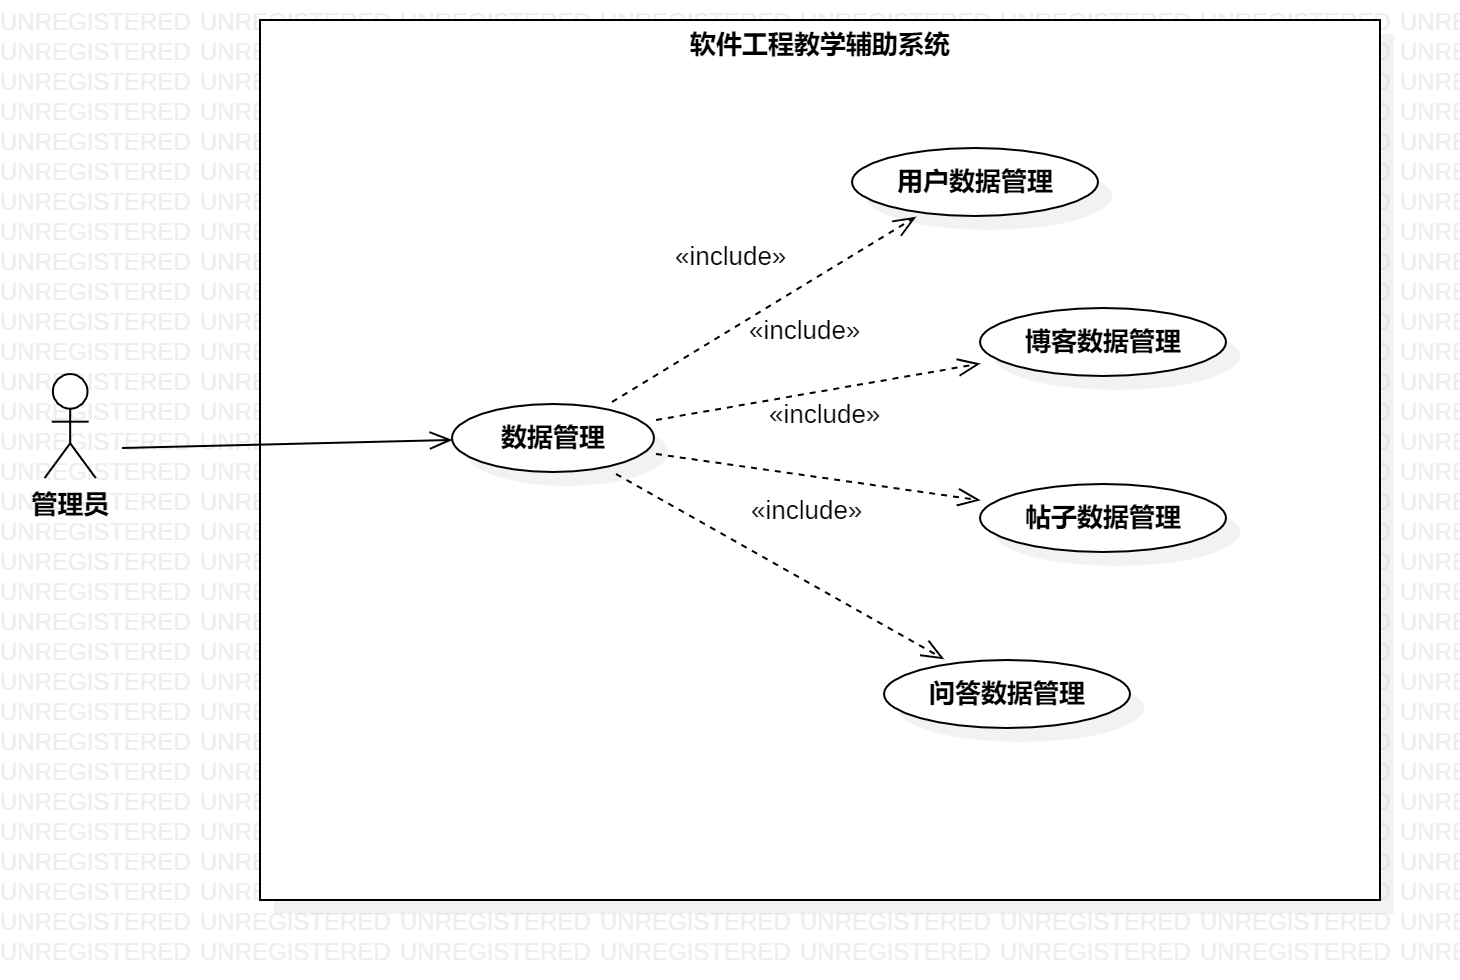 软件工程教学辅助系统
用户数据管理
«include»
«include»
博客数据管理
«include»
数据管理
管理员
«include»
帖子数据管理
问答数据管理
UNREGISTERED